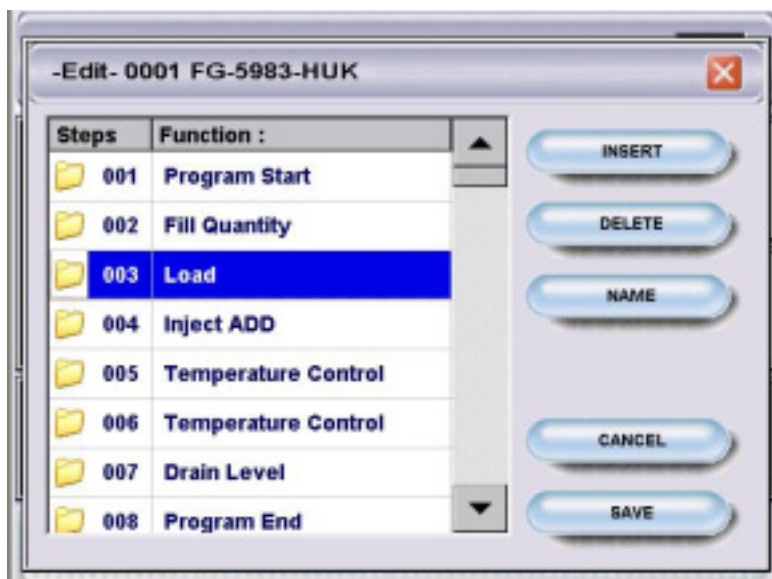 -Edit- 0001 FG-5983-HUK
Steps Function :
001 Program Start
002 Fill Quantity
003 Load
004 Inject ADD
005 Temperature Control
006 Temperature Control
007 Drain Level
008 Program End
INSERT
DELETE
NAME
CANCEL
SAVE